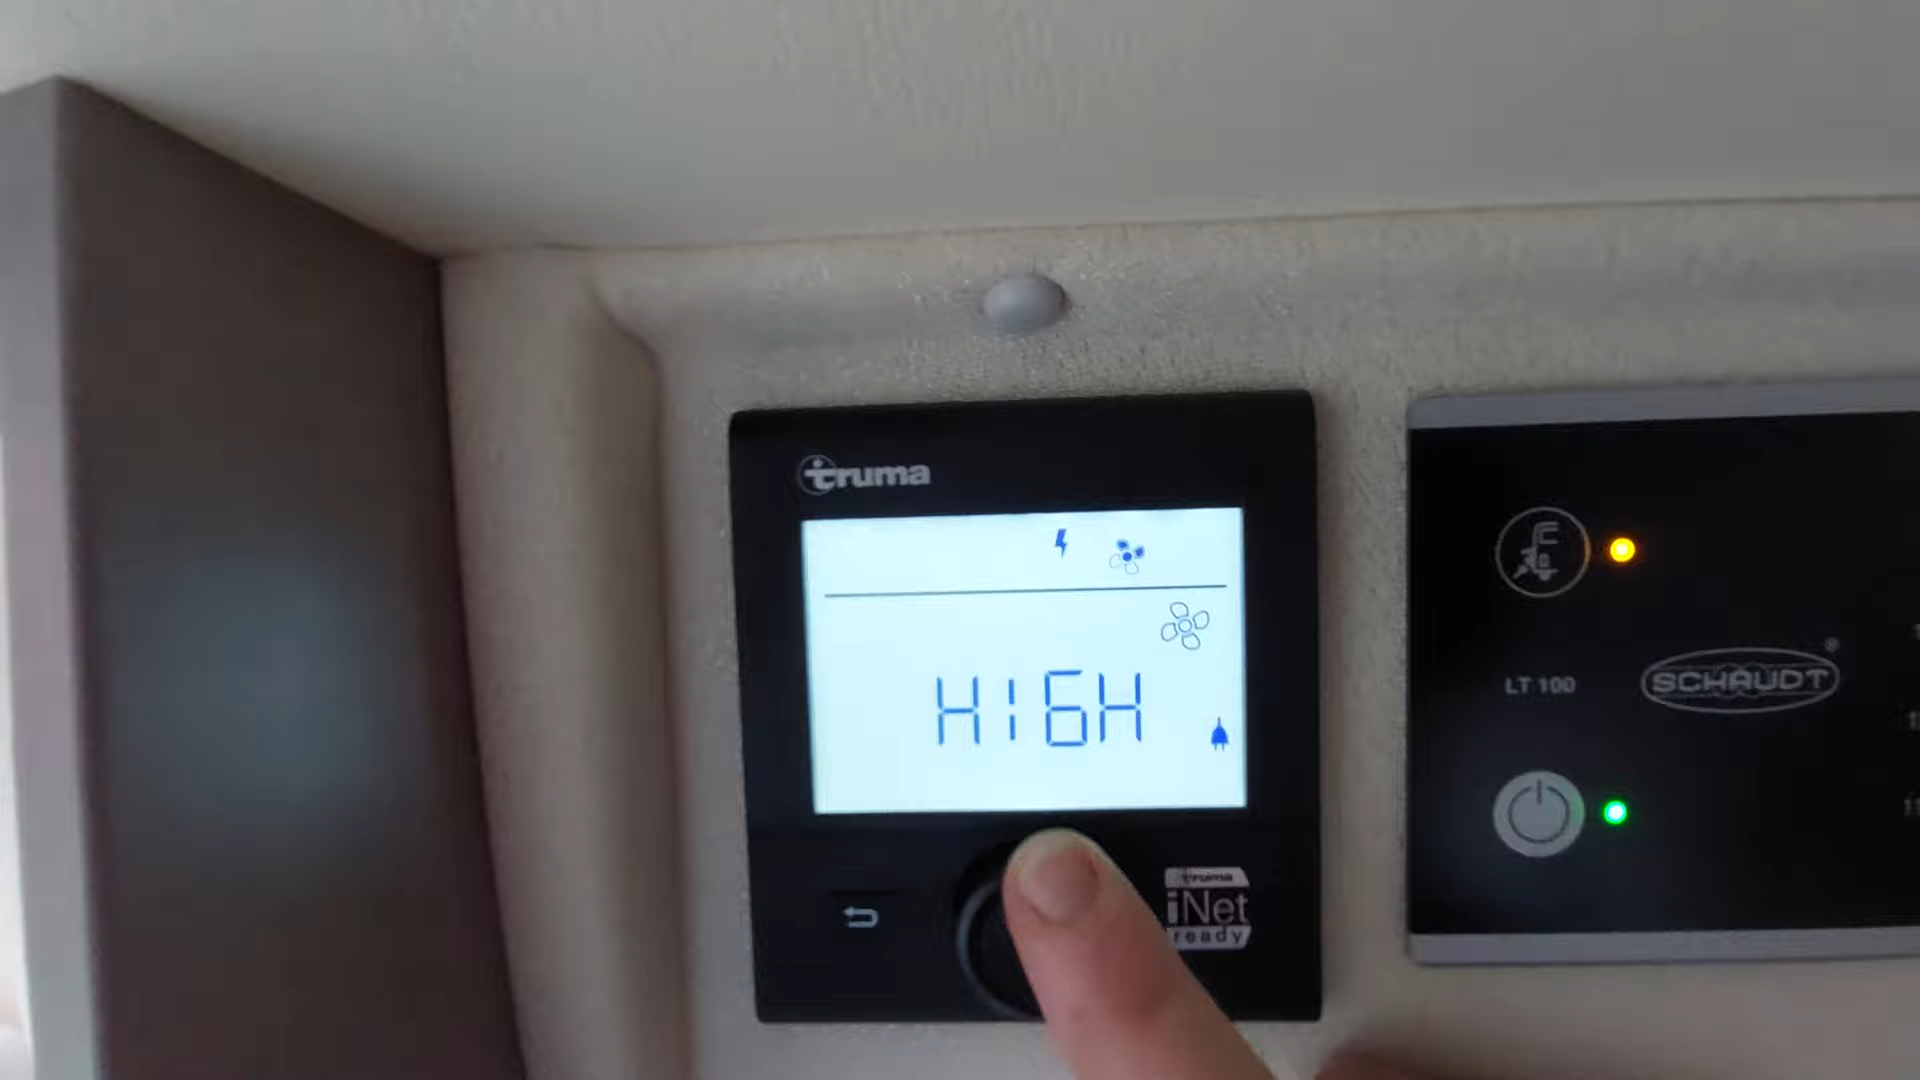 truma
HIGH
truma
iNet
ready
LT 100
SCHAUDT
®